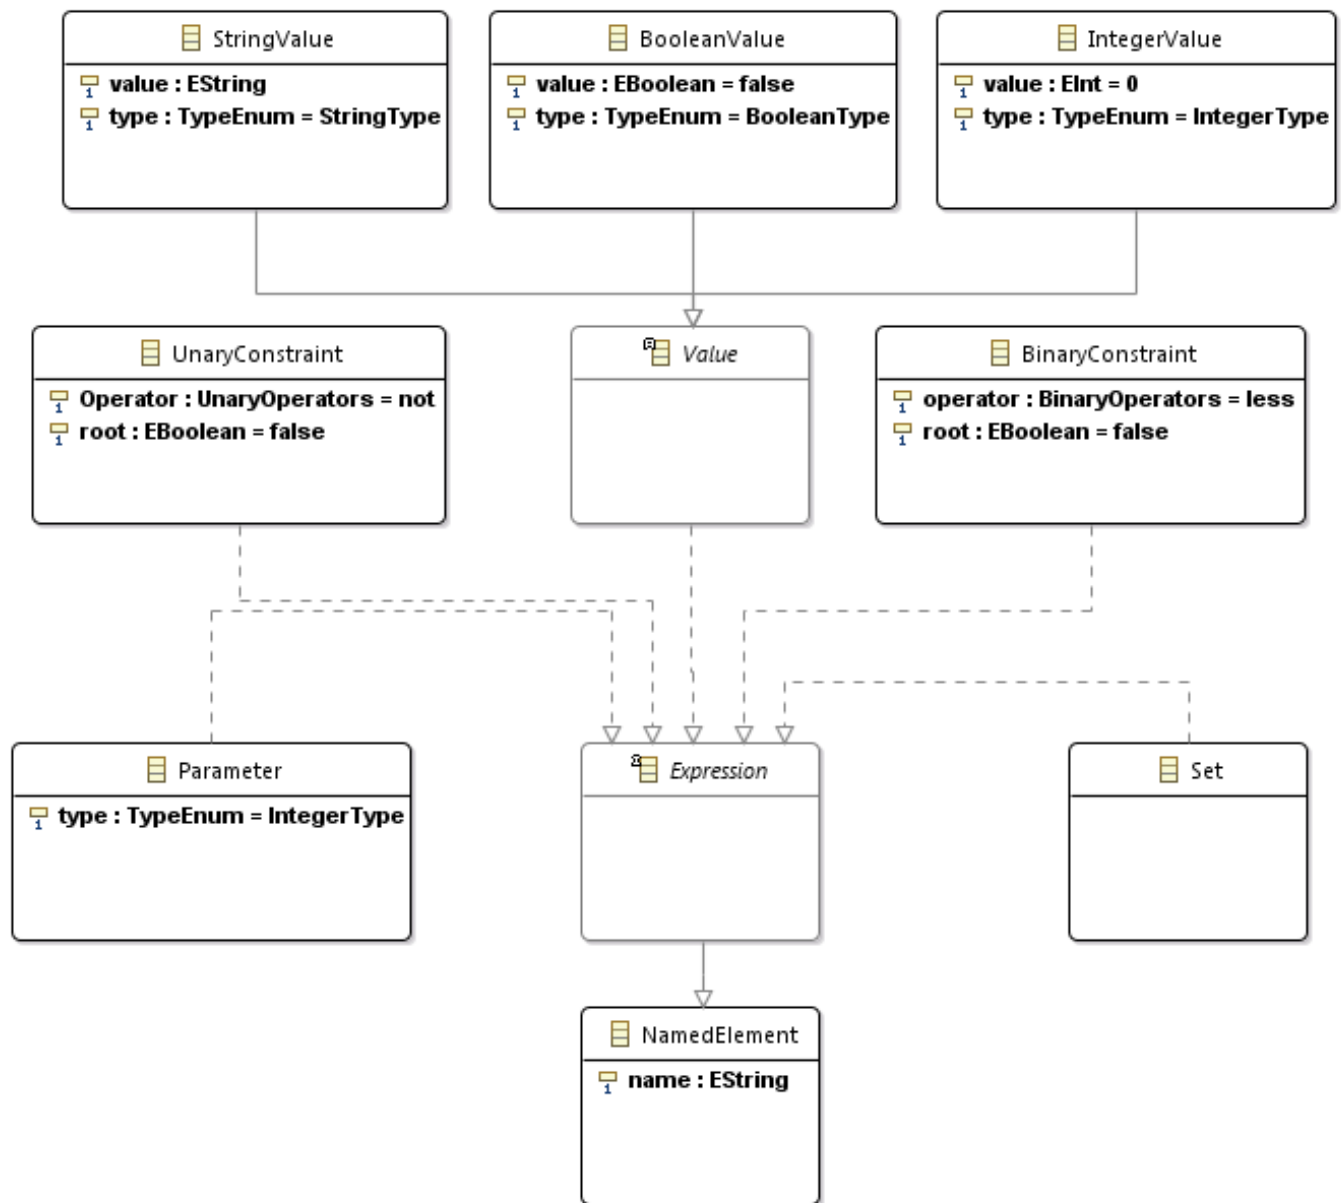 StringValue
value : EString
type : TypeEnum = StringType
BooleanValue
value : EBoolean = false
type : TypeEnum = BooleanType
IntegerValue
value : EInt = 0
type : TypeEnum = IntegerType
UnaryConstraint
Operator : UnaryOperators = not
root : EBoolean = false
Value
BinaryConstraint
operator : BinaryOperators = less
root : EBoolean = false
Parameter
type : TypeEnum = IntegerType
Expression
Set
NamedElement
name : EString